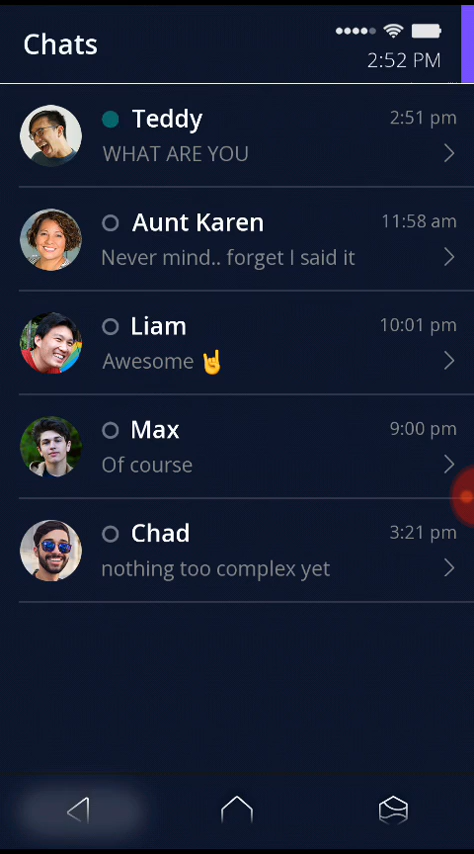 Chats
2:52 PM
Teddy 2:51 pm
WHAT ARE YOU
Aunt Karen 11:58 am
Never mind.. forget I said it
Liam 10:01 pm
Awesome 🤘
Max 9:00 pm
Of course
Chad 3:21 pm
nothing too complex yet